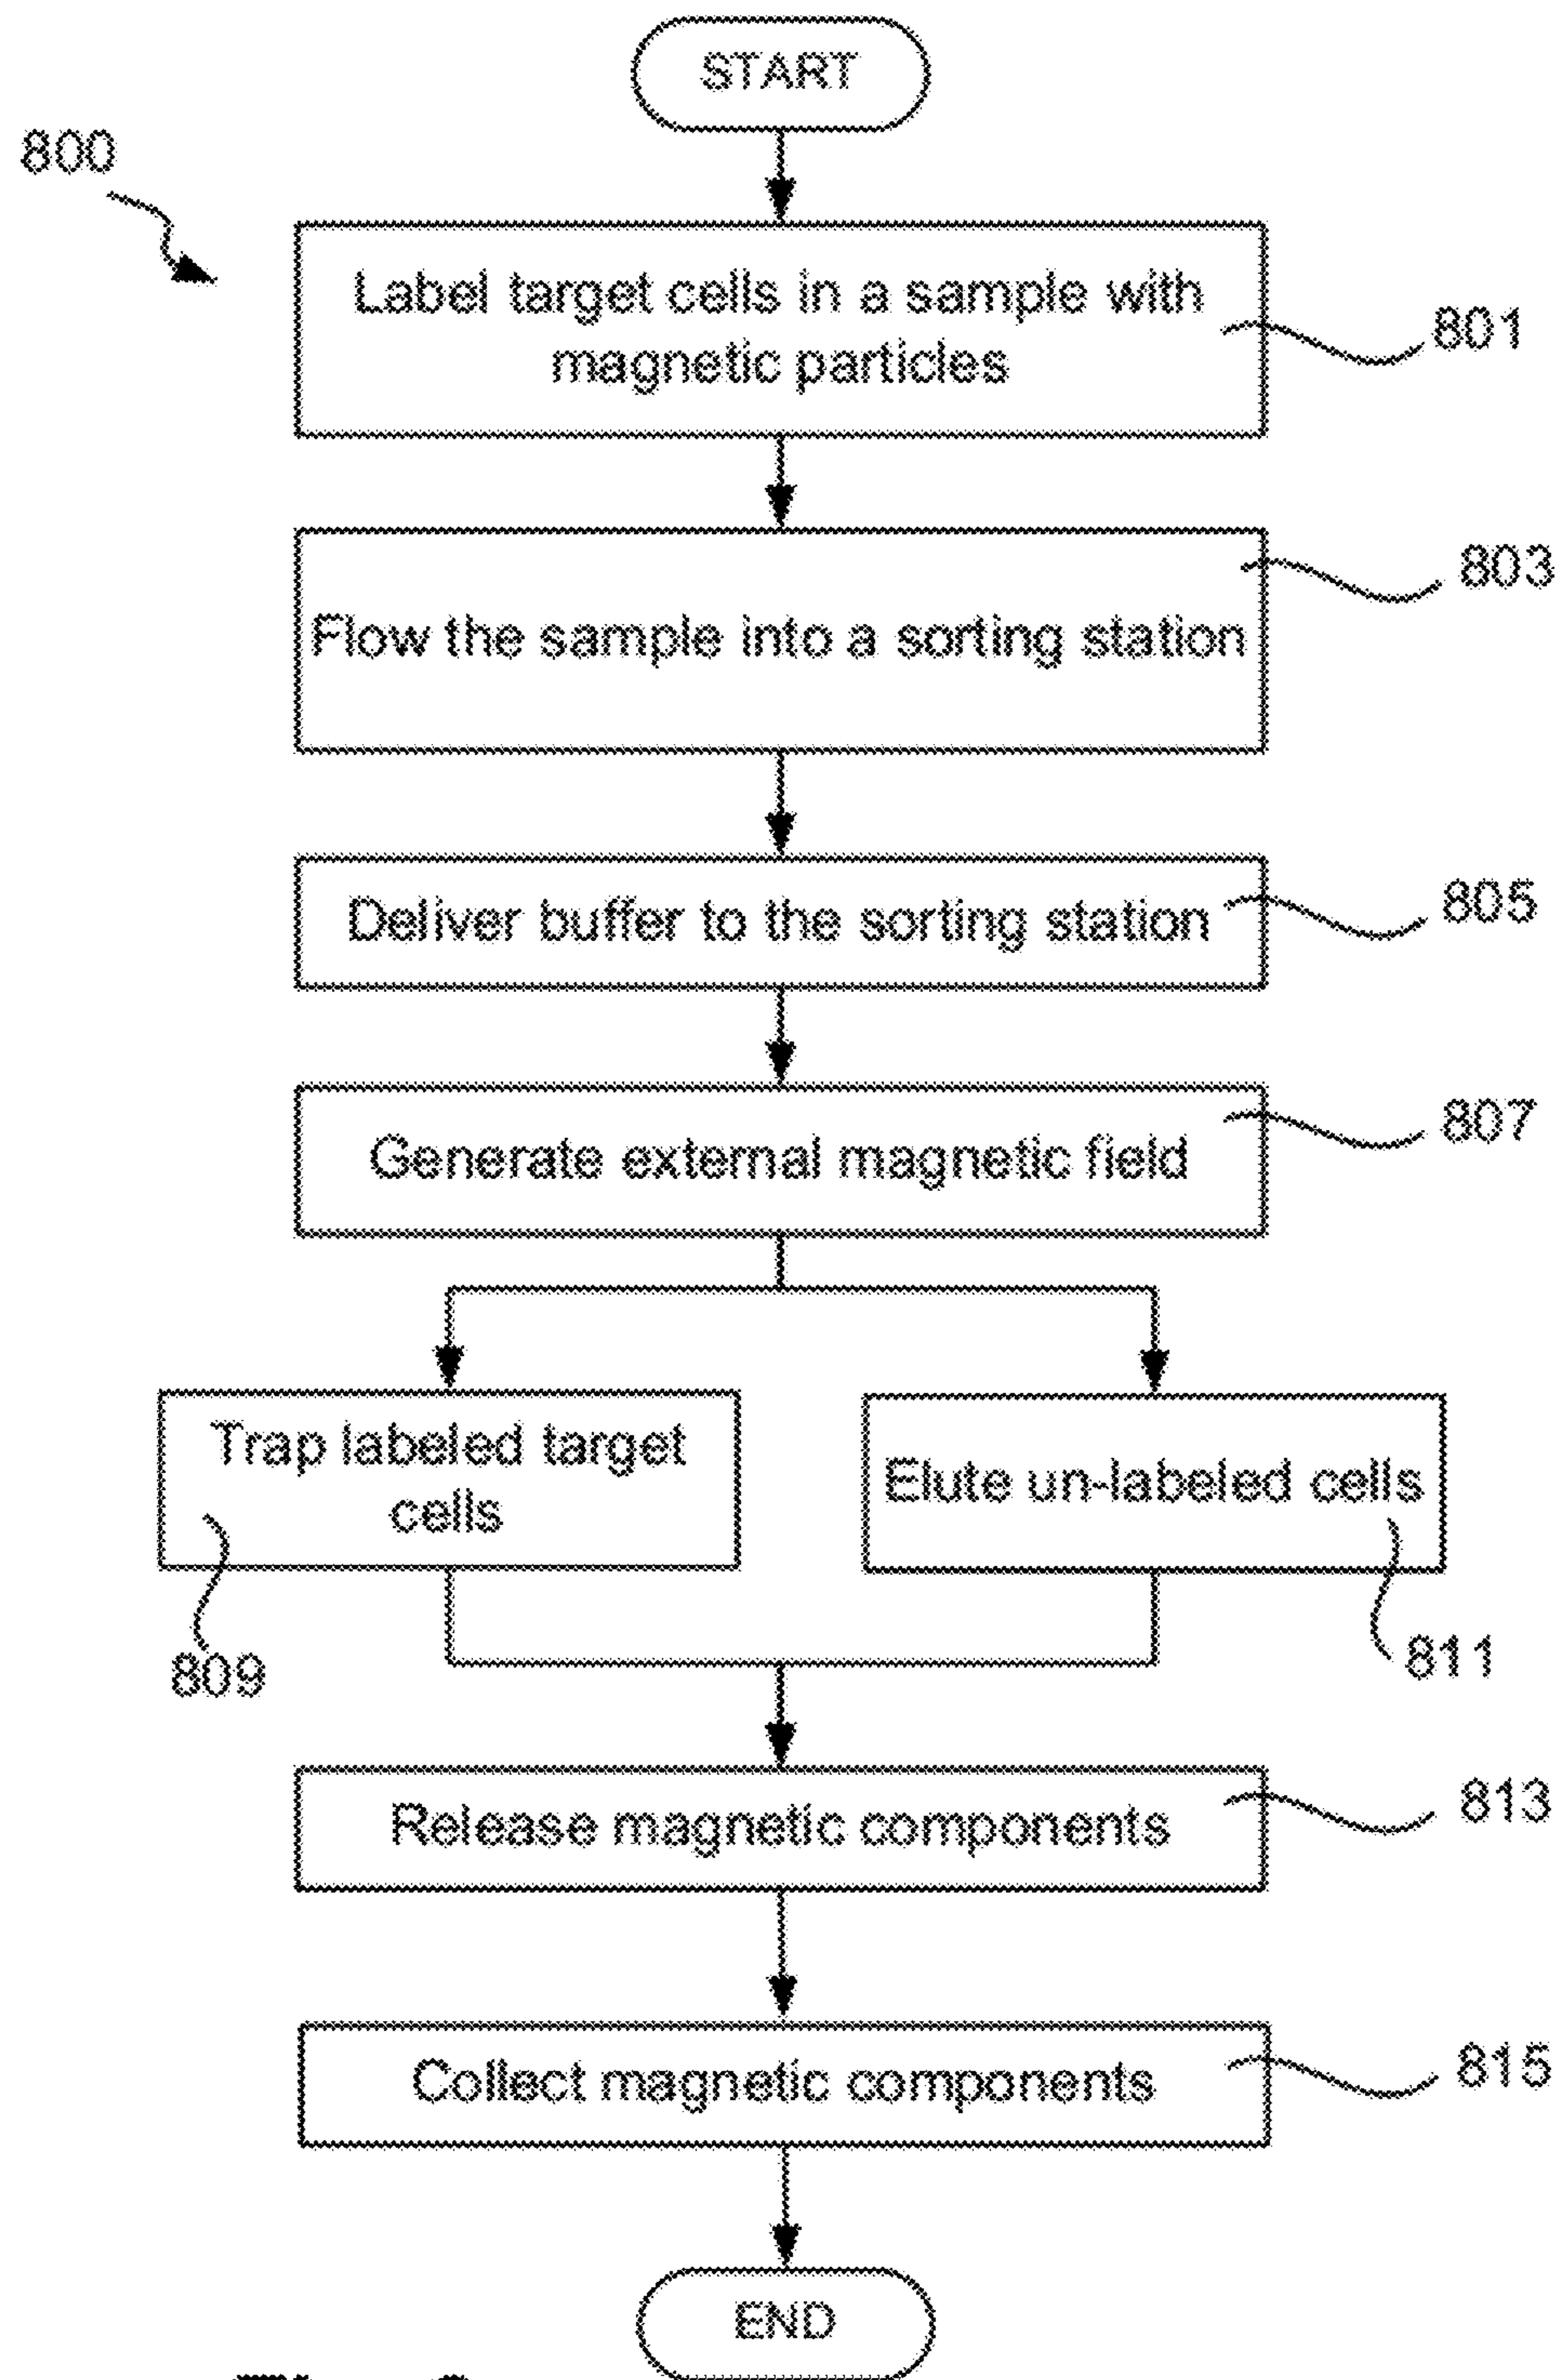 START
800
Label target cells in a sample with
magnetic particles
801
803
Flow the sample into a sorting station
Deliver buffer to the sorting station
805
Generate external magnetic field
807
Trap labeled target
cells
Elute un-labeled cells
809
811
Release magnetic components
813
Collect magnetic components
815
END